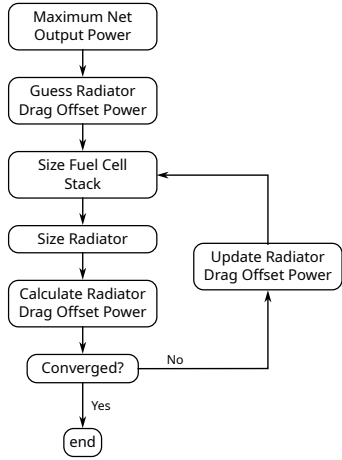 Maximum Net
Output Power
Guess Radiator
Drag Offset Power
Size Fuel Cell
Stack
Size Radiator
Update Radiator
Drag Offset Power
Calculate Radiator
Drag Offset Power
Converged?
No
Yes
end